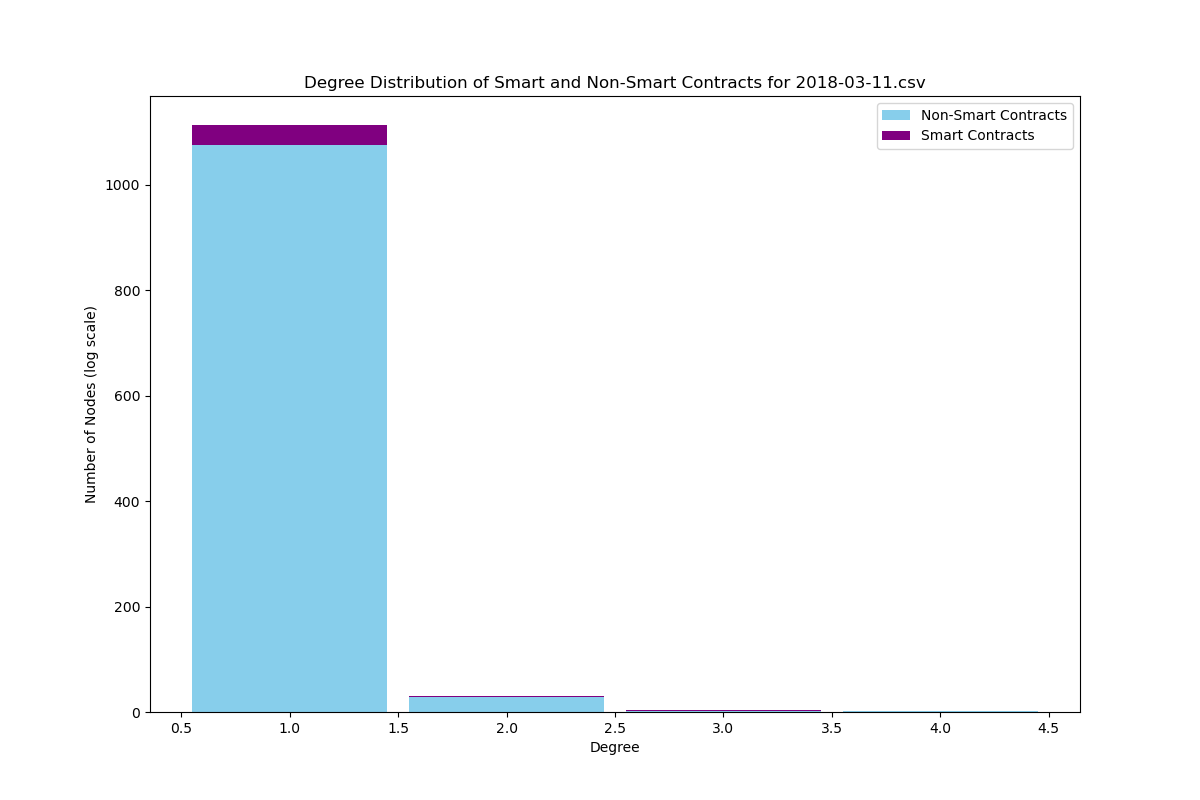 Degree Distribution of Smart and Non-Smart Contracts for 2018-03-11.csv
Non-Smart Contracts
Smart Contracts
Number of Nodes (log scale)
1000
800
600
400
200
0
0.5 1.0 1.5 2.0 2.5 3.0 3.5 4.0 4.5
Degree